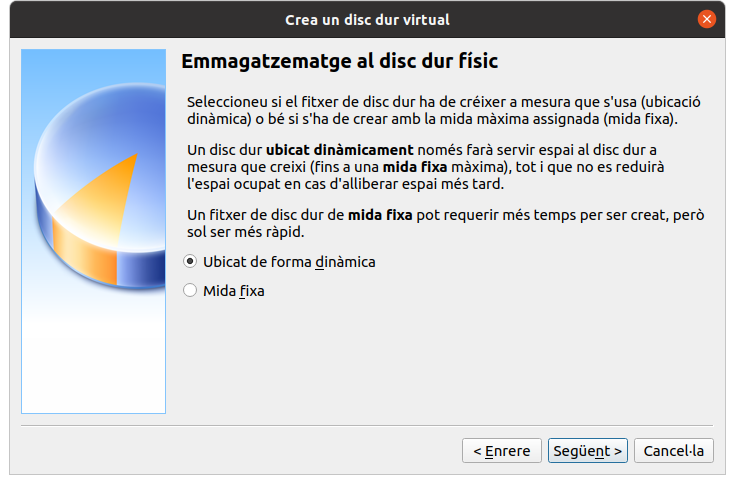 Crea un disc dur virtual
Emmagatzematge al disc dur físic
Seleccioneu si el fitxer de disc dur ha de créixer a mesura que s'usa (ubicació
dinàmica) o bé si s'ha de crear amb la mida màxima assignada (mida fixa).
Un disc dur ubicat dinàmicament només farà servir espai al disc dur a
mesura que creixi (fins a una mida fixa màxima), tot i que no es reduirà
l'espai ocupat en cas d'alliberar espai més tard.
Un fitxer de disc dur de mida fixa pot requerir més temps per ser creat, però
sol ser més ràpid.
Ubicat de forma dinàmica
Mida fixa
< Enrere Següent > Cancel·la